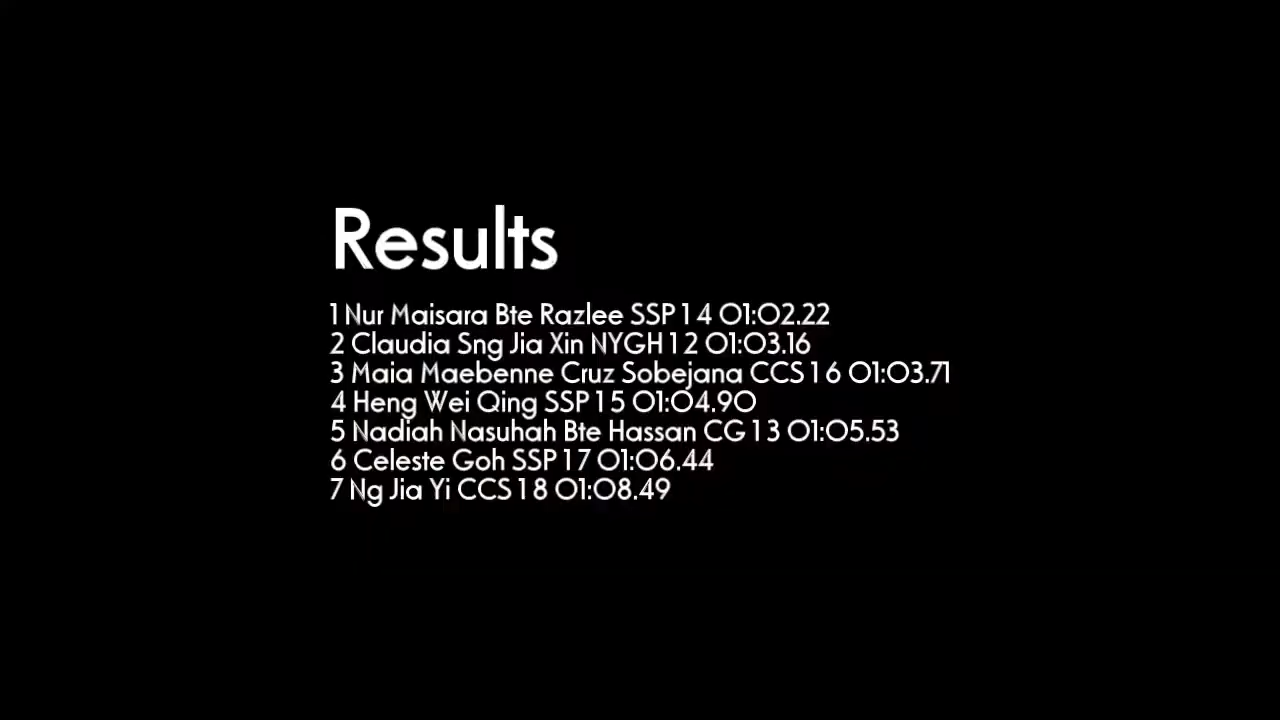 Results
1 Nur Maisara Bte Razlee SSP 1 4 01:02.22
2 Claudia Sng Jia Xin NYGH 1 2 01:03.16
3 Maia Maebenne Cruz Sobejana CCS 1 6 01:03.71
4 Heng Wei Qing SSP 1 5 01:04.90
5 Nadiah Nasuhah Bte Hassan CG 1 3 01:05.53
6 Celeste Goh SSP 1 7 01:06.44
7 Ng Jia Yi CCS 1 8 01:08.49